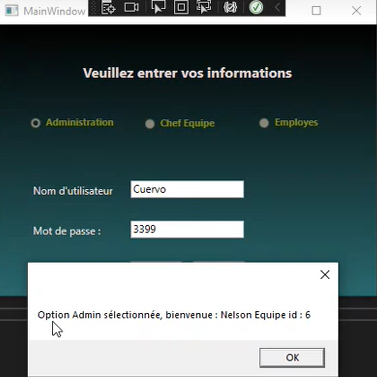 MainWindow
Veuillez entrer vos informations
Administration
Chef Equipe
Employes
Nom d'utilisateur
Cuervo
Mot de passe :
3399
Option Admin sélectionnée, bienvenue : Nelson Equipe id : 6
OK